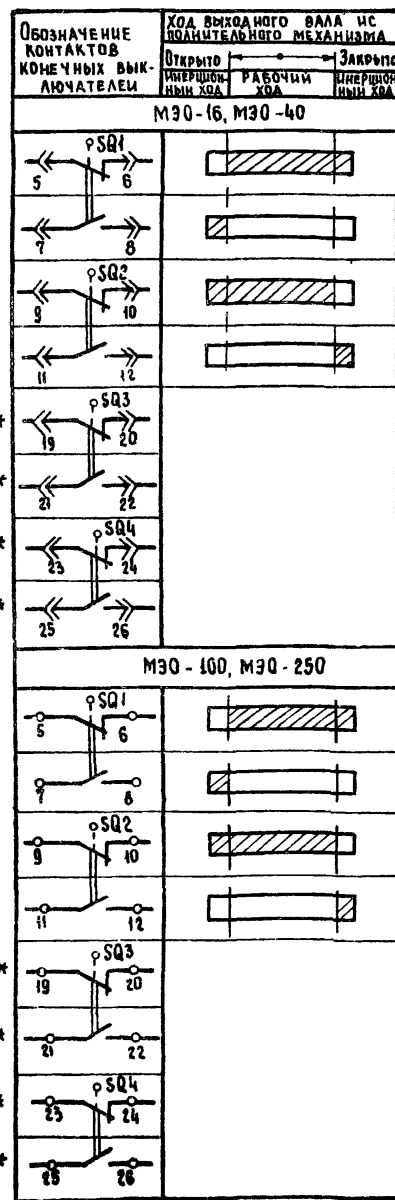 Обозначение
контактов
конечных вык-
лючателей
Ход выходного вала ис
полнительного механизма
Открыто
Закрыто
Инерцион-
ный ход
Рабочий
ход
Инерцион
ный ход
МЭО-16, МЭО-40
SQ1
5 6
7 8
SQ2
9 10
11 12
SQ3
* 19 20
* 21 22
SQ4
* 23 24
* 25 26
МЭО-100, МЭО-250
SQ1
5 6
7 8
SQ2
9 10
11 12
SQ3
* 19 20
* 21 22
SQ4
* 23 24
* 25 26